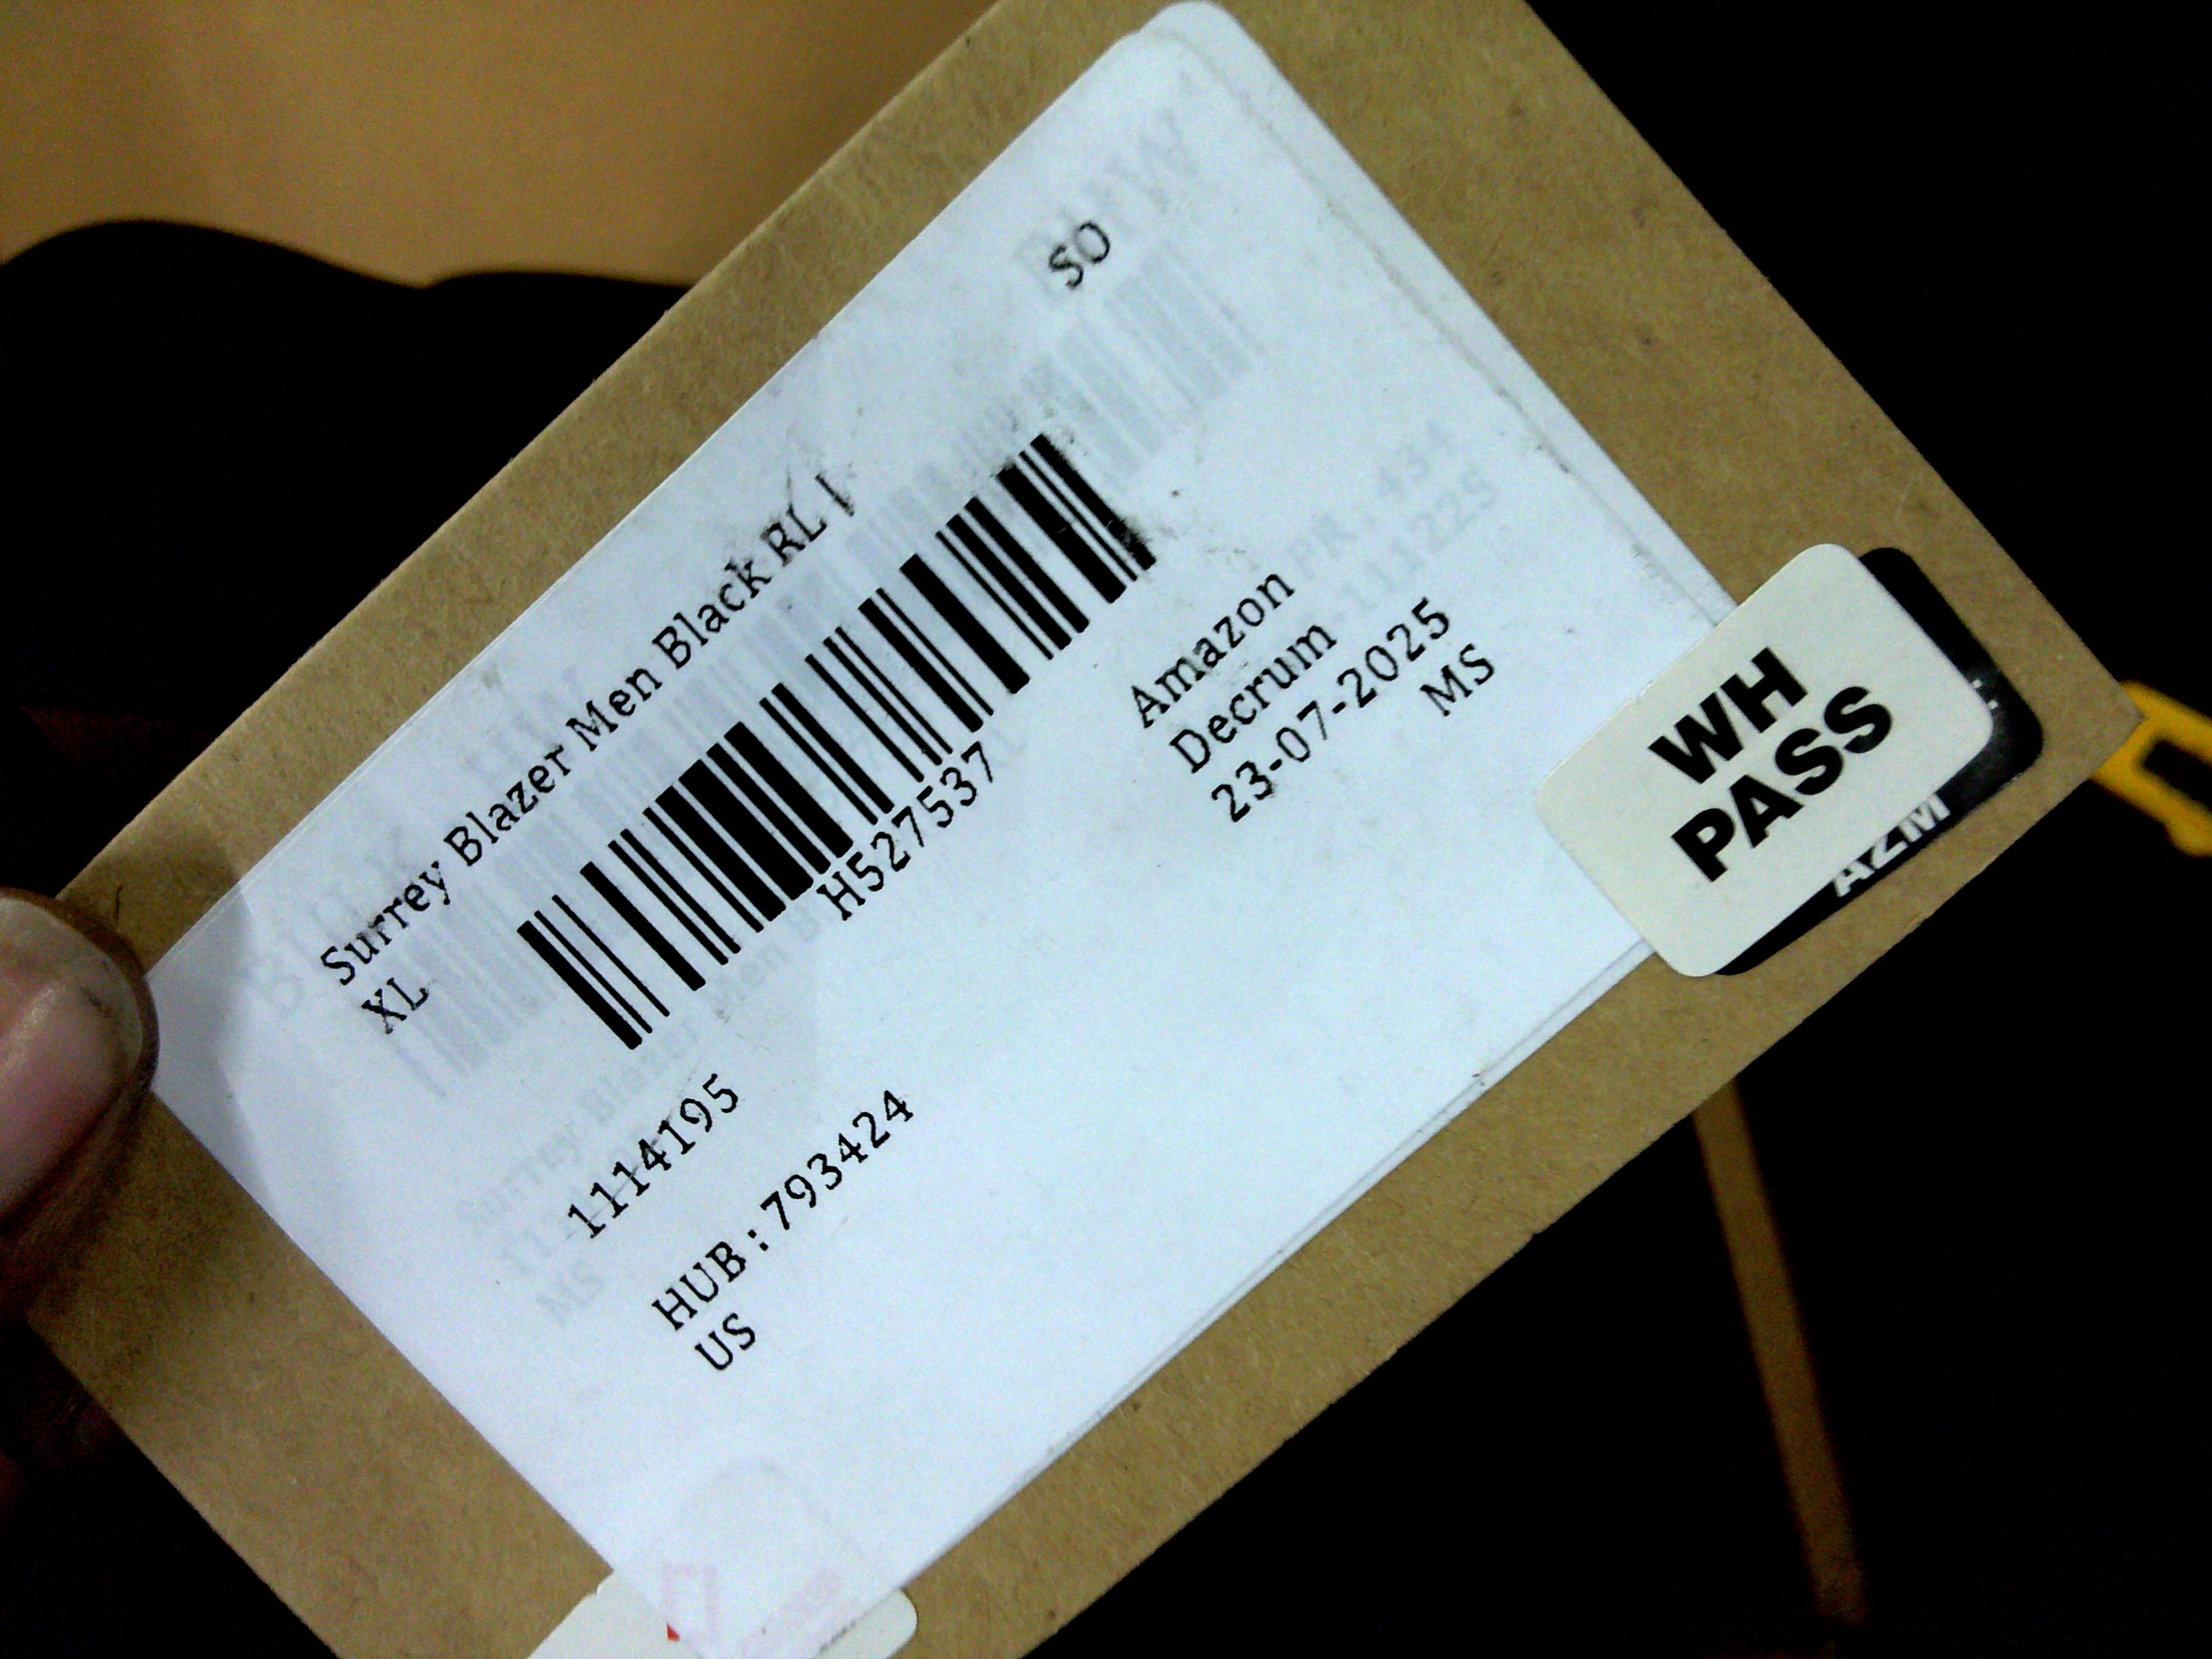 SO
Surrey Blazer Men Black RL |
XL
H527537
1114195
Amazon
Decrum
23-07-2025
MS
HUB : 793424
US
WH
PASS
AZM